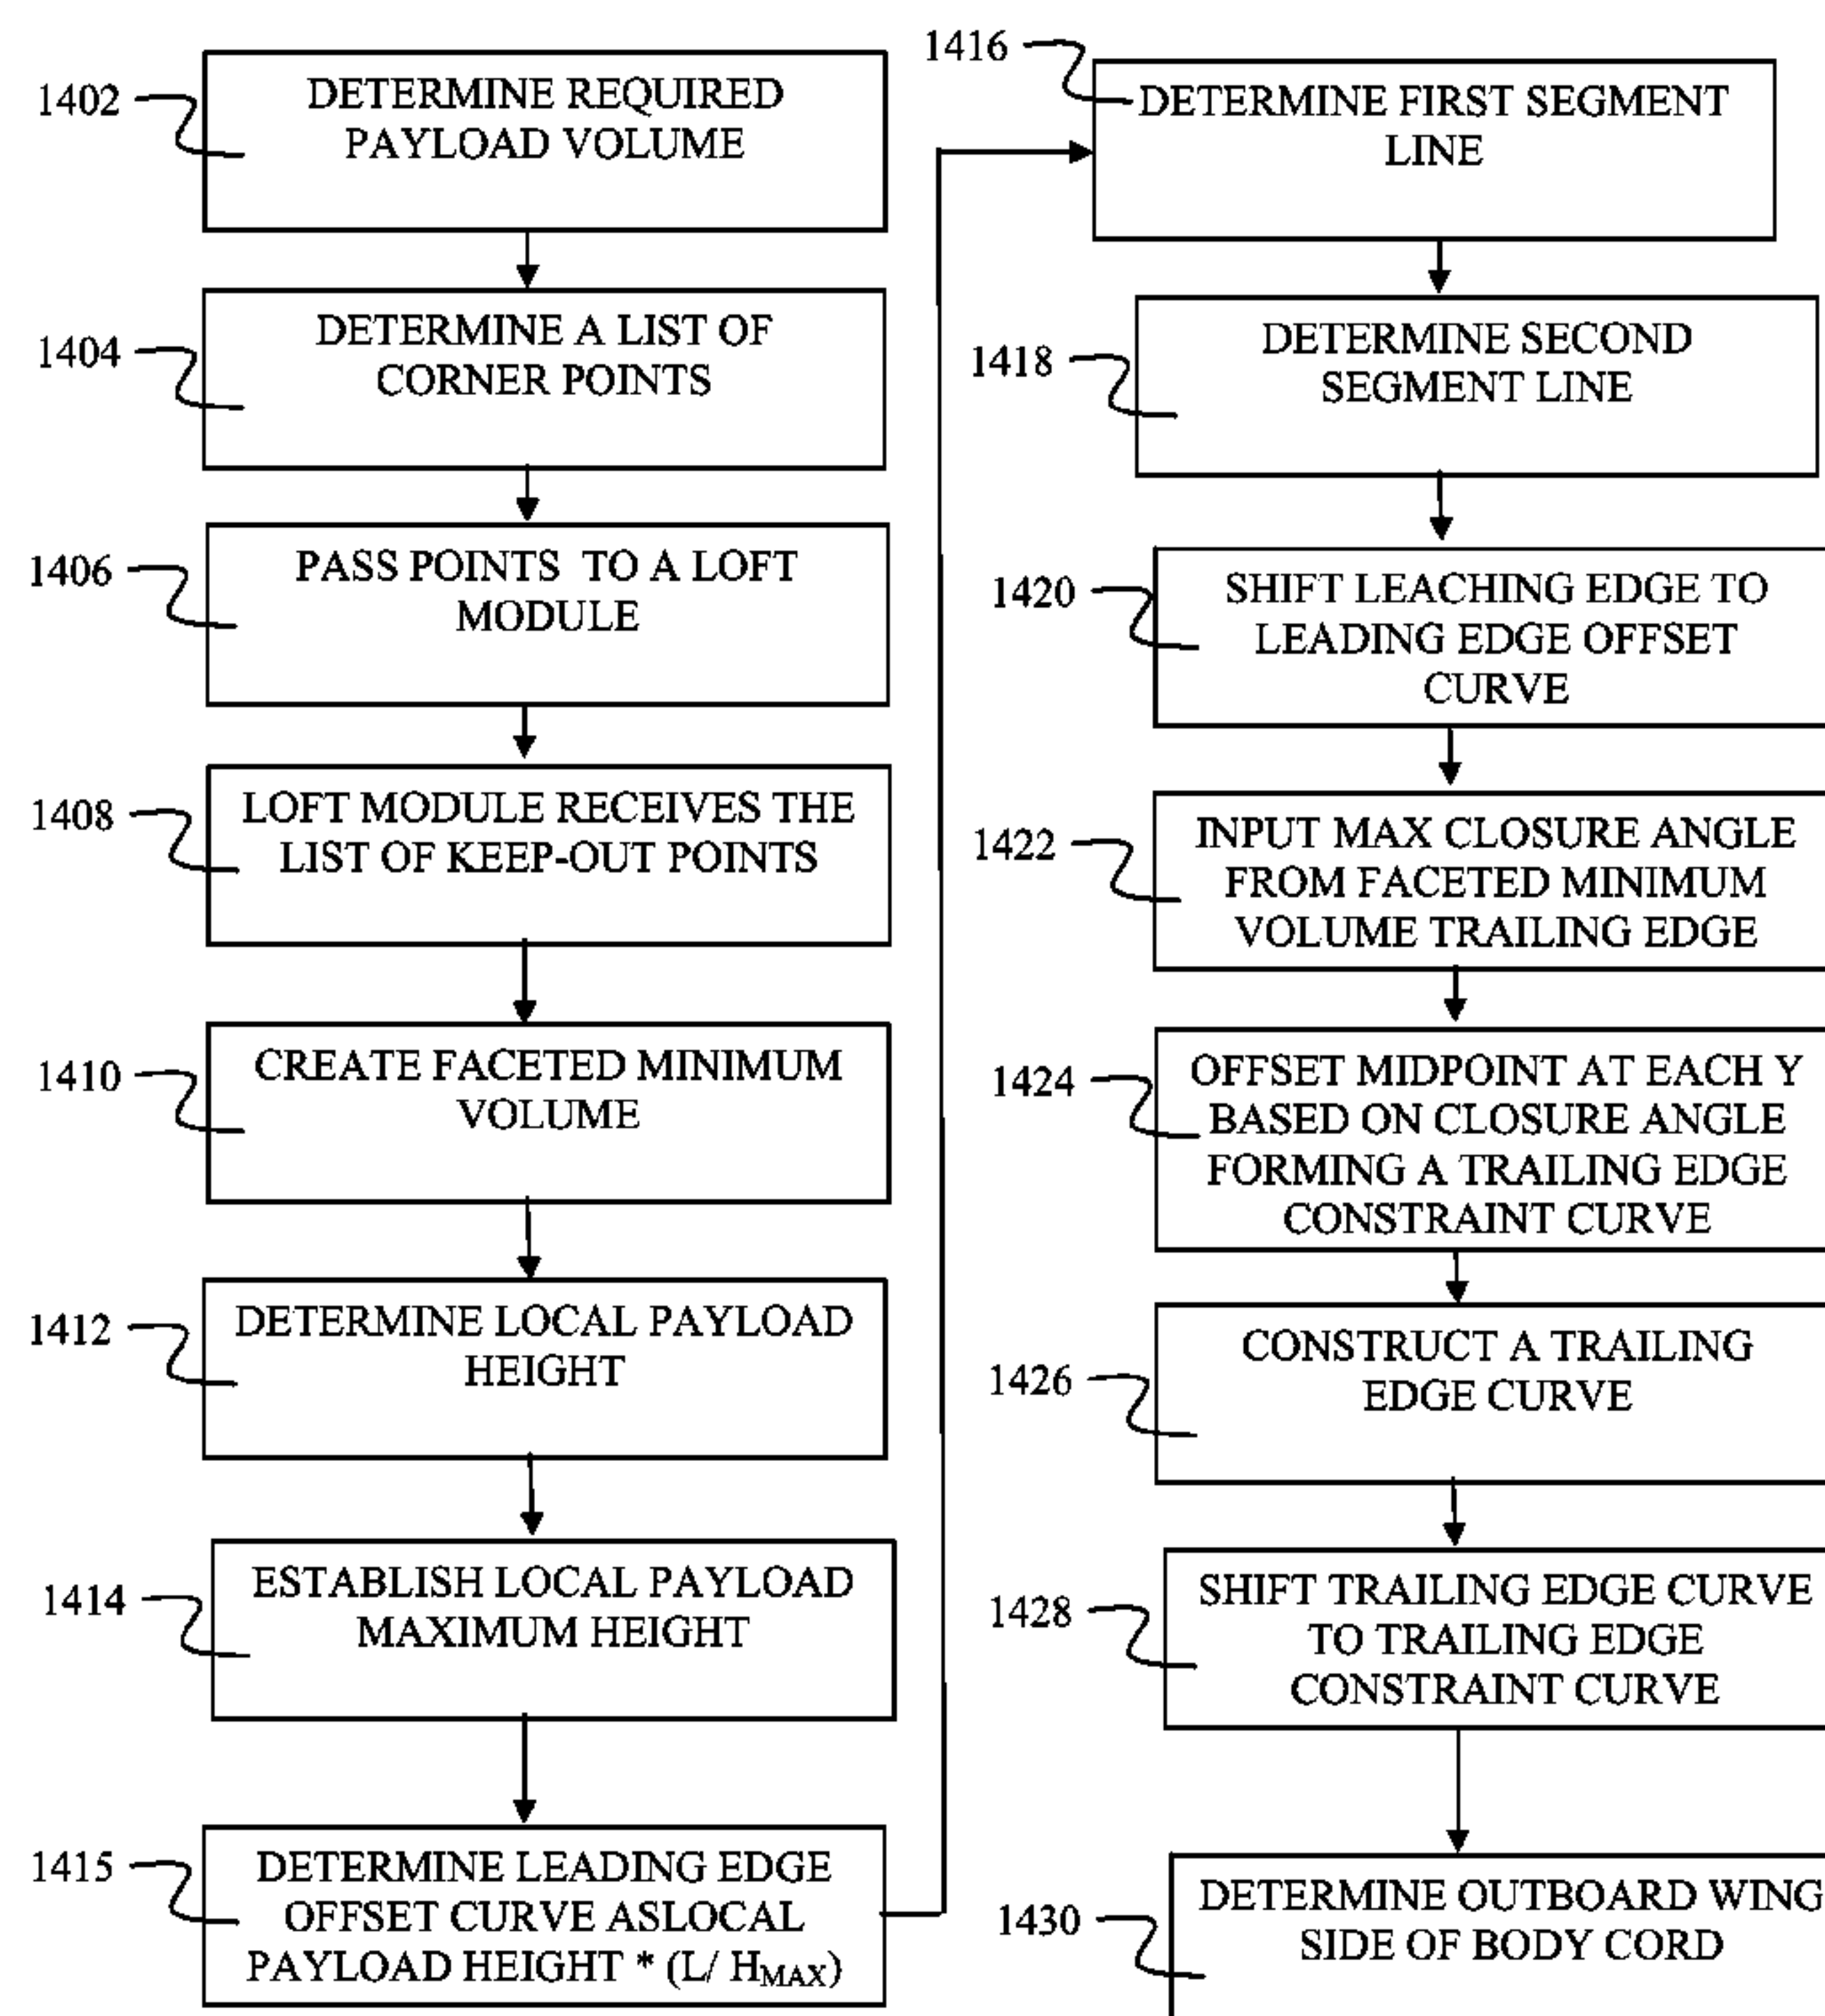 1402
DETERMINE REQUIRED
PAYLOAD VOLUME
1404
DETERMINE A LIST OF
CORNER POINTS
1406
PASS POINTS TO A LOFT
MODULE
1408
LOFT MODULE RECEIVES THE
LIST OF KEEP-OUT POINTS
1410
CREATE FACETED MINIMUM
VOLUME
1412
DETERMINE LOCAL PAYLOAD
HEIGHT
1414
ESTABLISH LOCAL PAYLOAD
MAXIMUM HEIGHT
1415
DETERMINE LEADING EDGE
OFFSET CURVE ASLOCAL
PAYLOAD HEIGHT * (L/ HMAX)
1416
DETERMINE FIRST SEGMENT
LINE
1418
DETERMINE SECOND
SEGMENT LINE
1420
SHIFT LEACHING EDGE TO
LEADING EDGE OFFSET
CURVE
1422
INPUT MAX CLOSURE ANGLE
FROM FACETED MINIMUM
VOLUME TRAILING EDGE
1424
OFFSET MIDPOINT AT EACH Y
BASED ON CLOSURE ANGLE
FORMING A TRAILING EDGE
CONSTRAINT CURVE
1426
CONSTRUCT A TRAILING
EDGE CURVE
1428
SHIFT TRAILING EDGE CURVE
TO TRAILING EDGE
CONSTRAINT CURVE
1430
DETERMINE OUTBOARD WING
SIDE OF BODY CORD